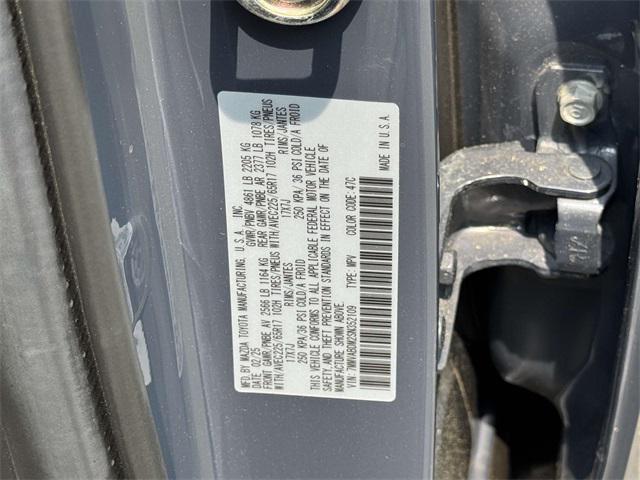 MFD. BY MAZDA TOYOTA MANUFACTURING, U.S.A. INC.
DATE: 02/25 GVWR/PNBV 4861 LB 2205 KG
FRONT GAWR/PNBE AV 2566 LB 1164 KG REAR GAWR/PNBE AR 2377 LB 1078 KG
WITH/AVEC225/65R17 102H TIRES/PNEUS WITH/AVEC225/65R17 102H TIRES/PNEUS
17X7J RIMS/JANTES 17X7J RIMS/JANTES
250 KPA/36 PSI COLD/A FROID 250 KPA/36 PSI COLD/A FROID
THIS VEHICLE CONFORMS TO ALL APPLICABLE FEDERAL MOTOR VEHICLE
SAFETY, AND THEFT PREVENTION STANDARDS IN EFFECT ON THE DATE OF
MANUFACTURE SHOWN ABOVE.
VIN: TYPE: MPV COLOR CODE: 47C
MADE IN U.S.A.